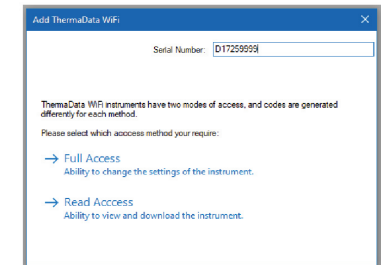 Add ThermaData WiFi
Serial Number: D17259999
ThermaData WiFi instruments have two modes of access, and codes are generated
differently for each method.
Please select which acocess method your require:
→ Full Access
Ability to change the settings of the instrument.
→ Read Acccess
Ability to view and download the instrument.